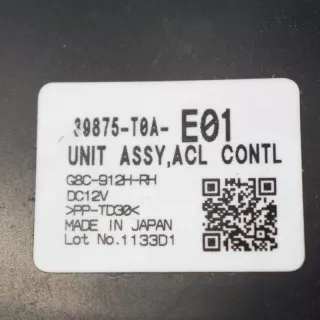 39875-T0A- E01
UNIT ASSY,ACL CONTL
G8C-912H-RH
DC12V
>PP-TD30<
MADE IN JAPAN
Lot No.1133D1